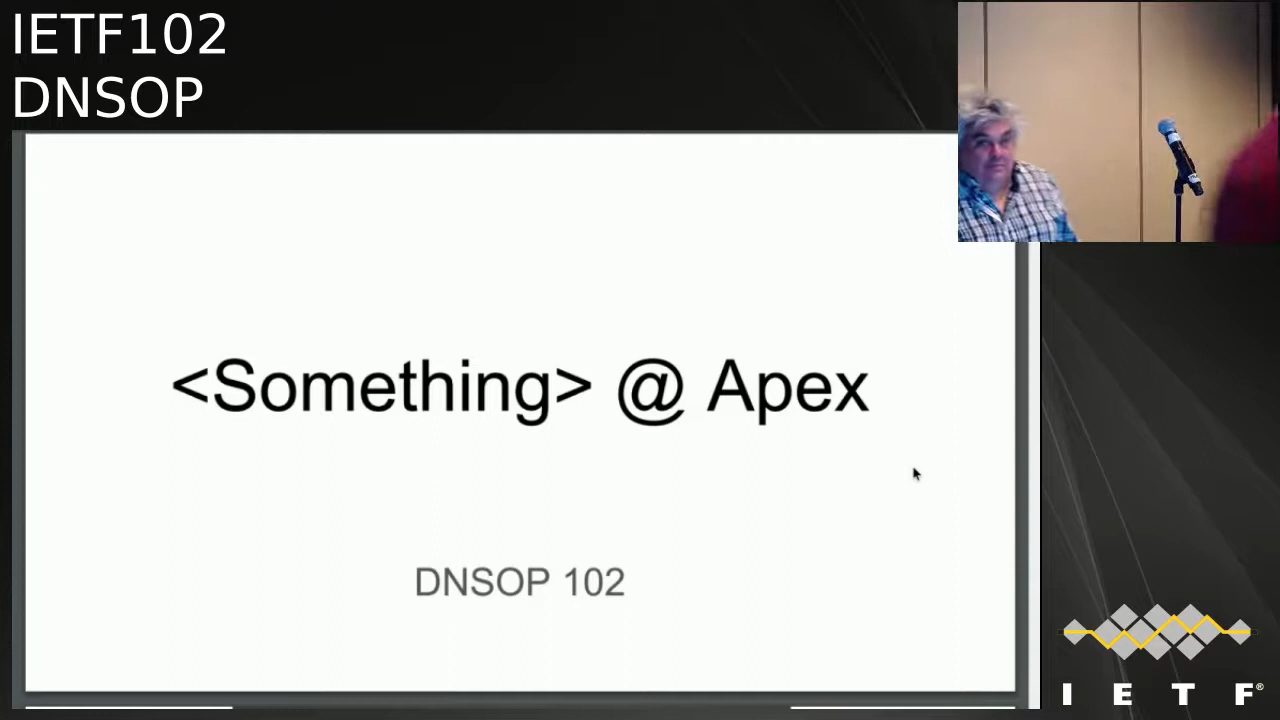 IETF102
DNSOP
<Something> @ Apex
DNSOP 102
I E T F®